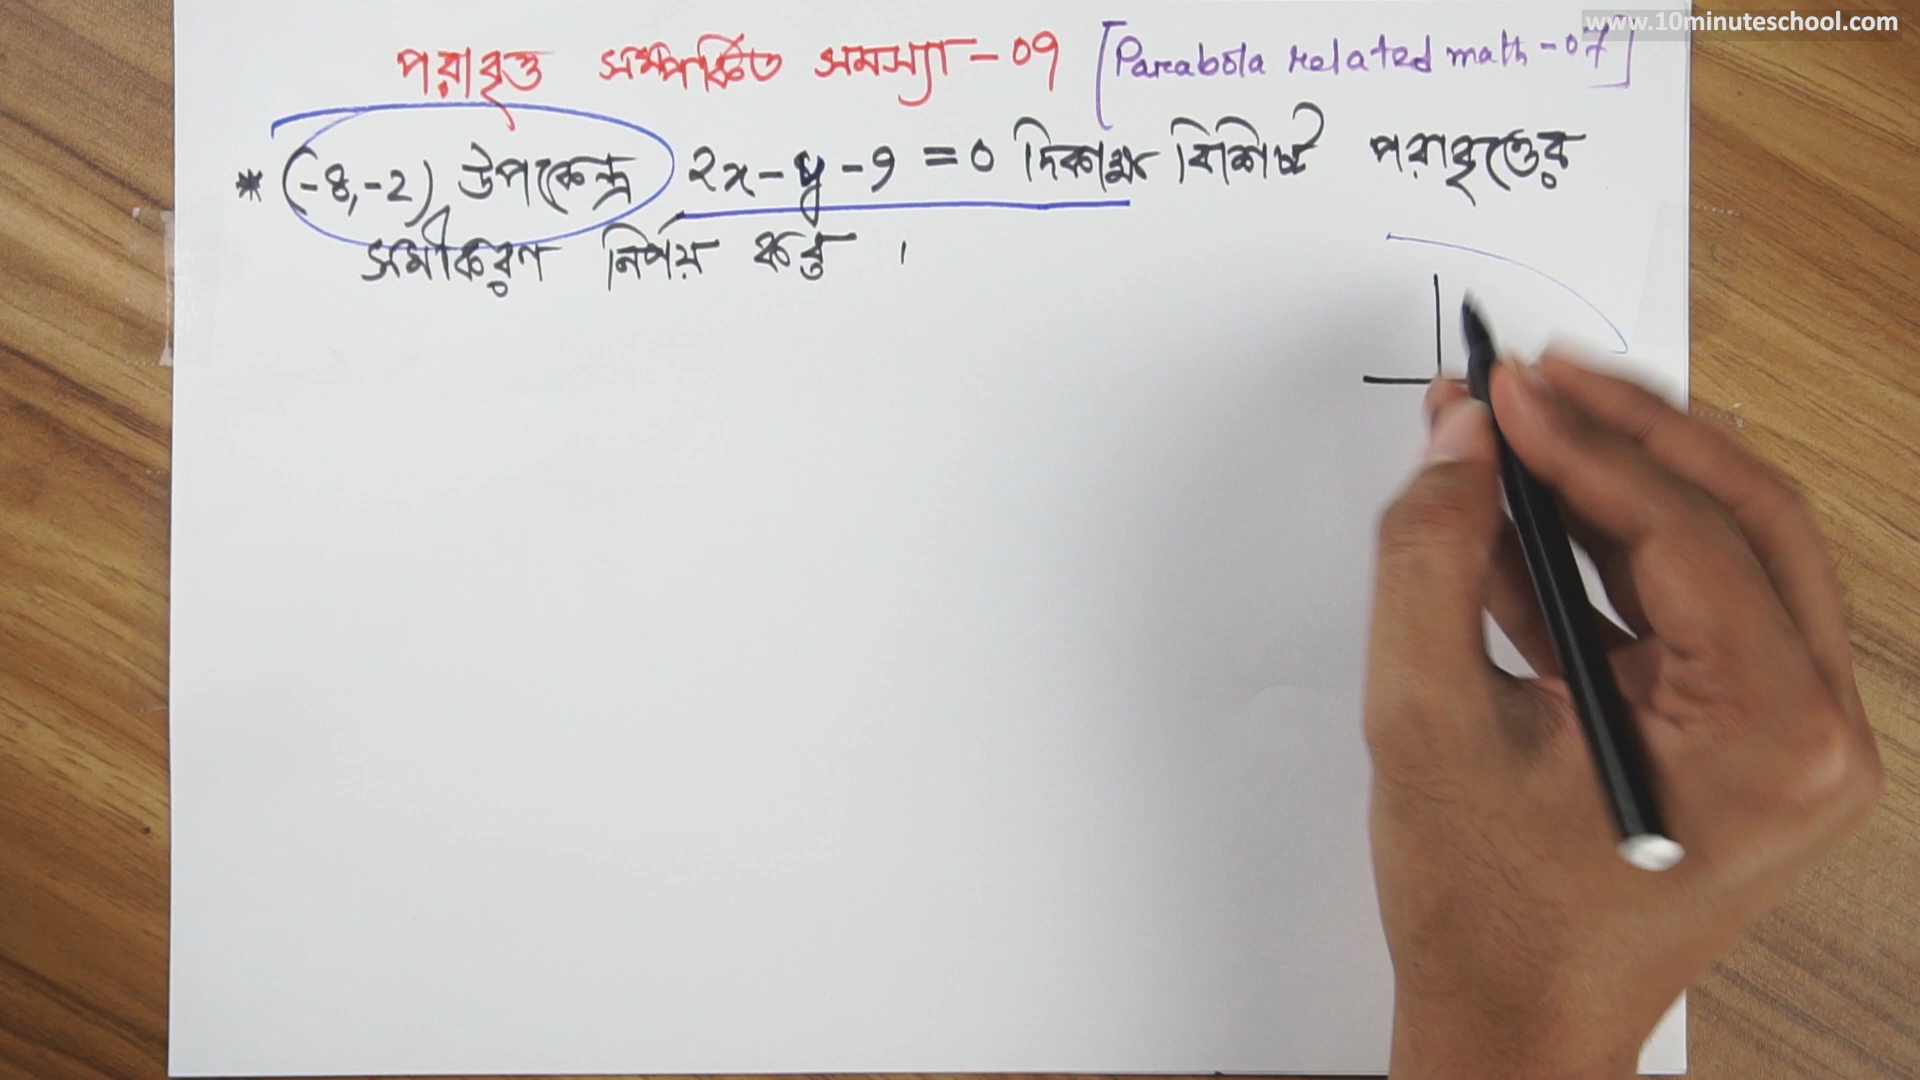 www.10minuteschool.com
পরাবৃত্ত সম্পর্কিত সমস্যা - ০৭ [Parabola related math - 07]
* (-8, -2) উপকেন্দ্র 2x - y - 9 = 0 দিকাক্ষ বিশিষ্ট পরাবৃত্তের
সমীকরণ নির্ণয় কর ।